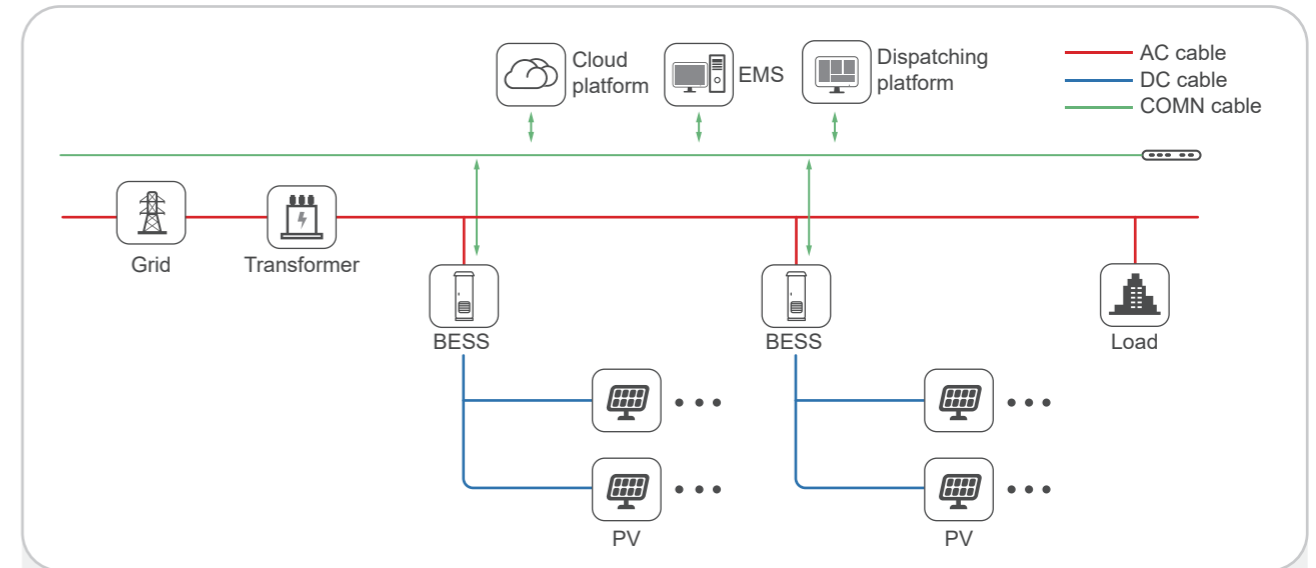 Cloud
platform
EMS
Dispatching
platform
AC cable
DC cable
COMN cable
Grid
Transformer
BESS
BESS
Load
PV
PV